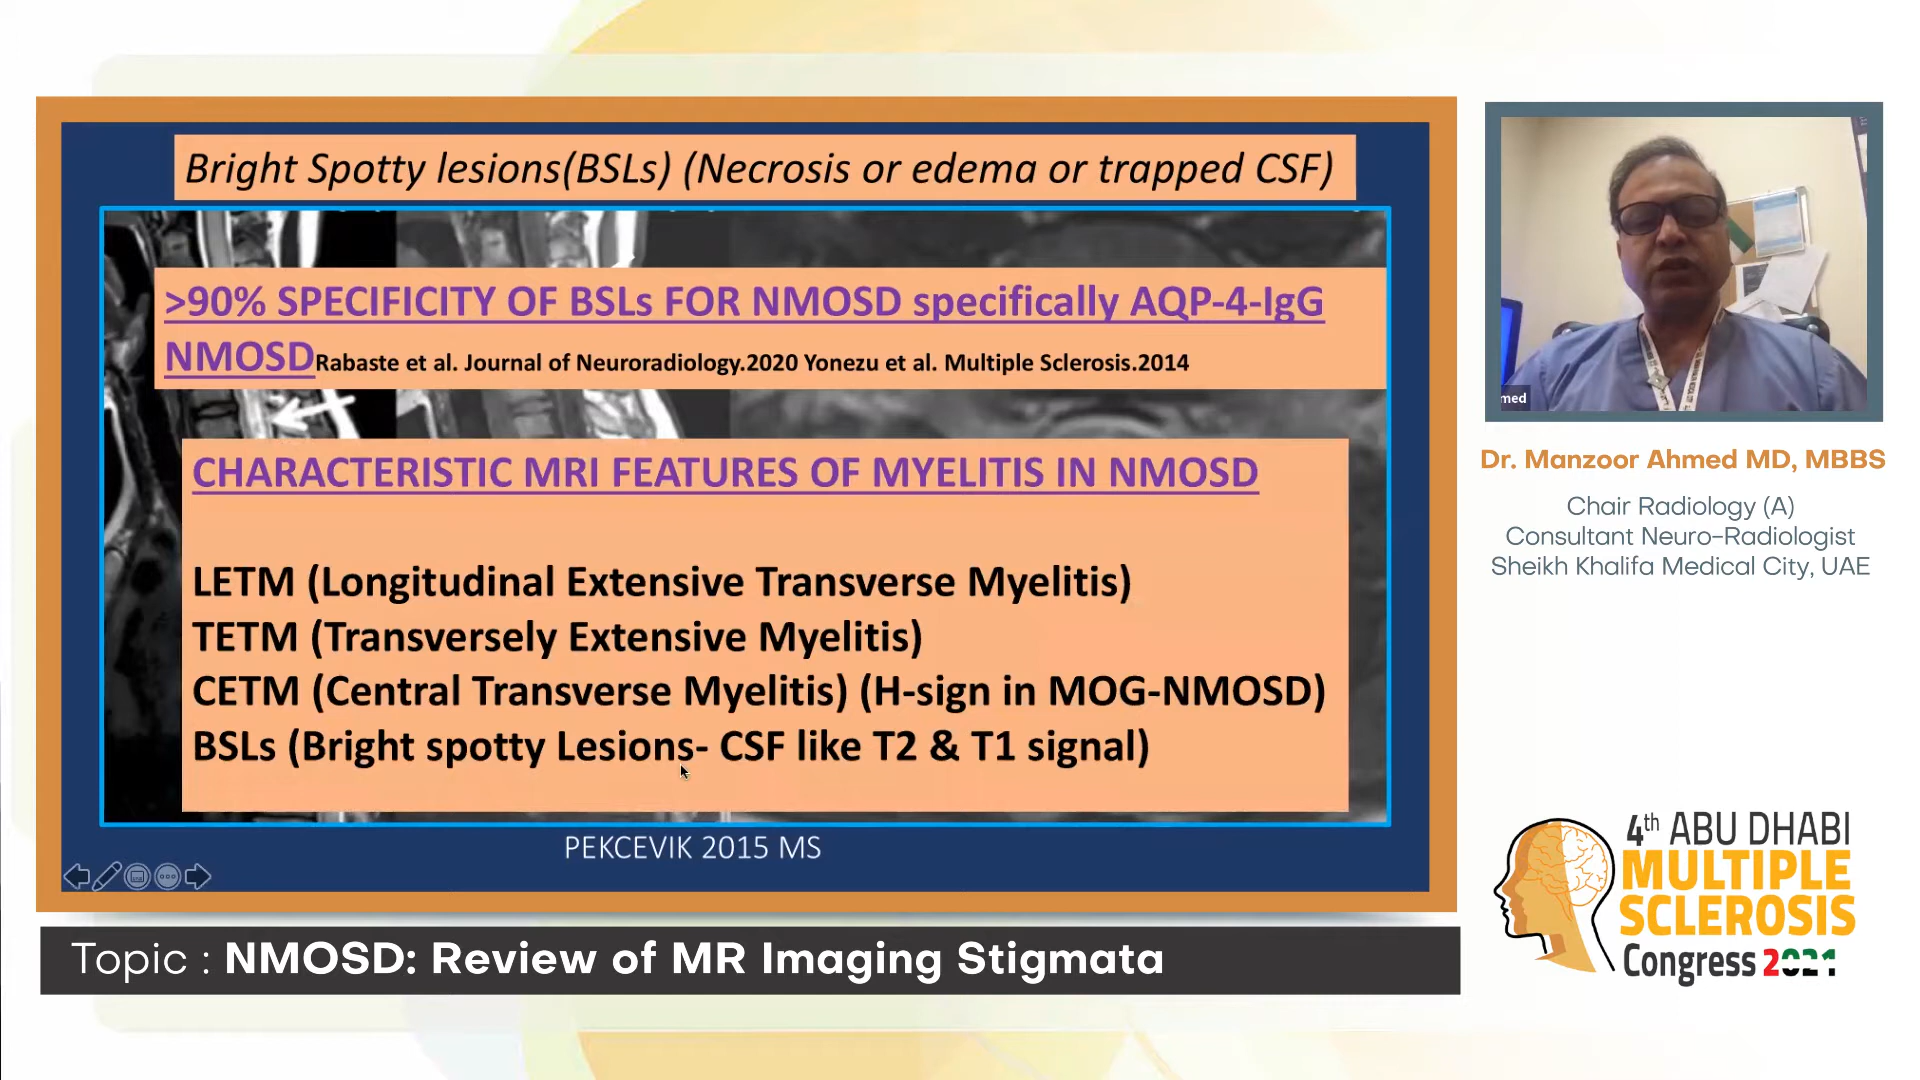 Bright Spotty lesions(BSLs) (Necrosis or edema or trapped CSF)
>90% SPECIFICITY OF BSLs FOR NMOSD specifically AQP-4-IgG
NMOSDRabaste et al. Journal of Neuroradiology.2020 Yonezu et al. Multiple Sclerosis.2014
CHARACTERISTIC MRI FEATURES OF MYELITIS IN NMOSD
LETM (Longitudinal Extensive Transverse Myelitis)
TETM (Transversely Extensive Myelitis)
CETM (Central Transverse Myelitis) (H-sign in MOG-NMOSD)
BSLs (Bright spotty Lesions- CSF like T2 & T1 signal)
PEKCEVIK 2015 MS
Topic : NMOSD: Review of MR Imaging Stigmata
med
Dr. Manzoor Ahmed MD, MBBS
Chair Radiology (A)
Consultant Neuro-Radiologist
Sheikh Khalifa Medical City, UAE
4th ABU DHABI
MULTIPLE
SCLEROSIS
Congress 2021